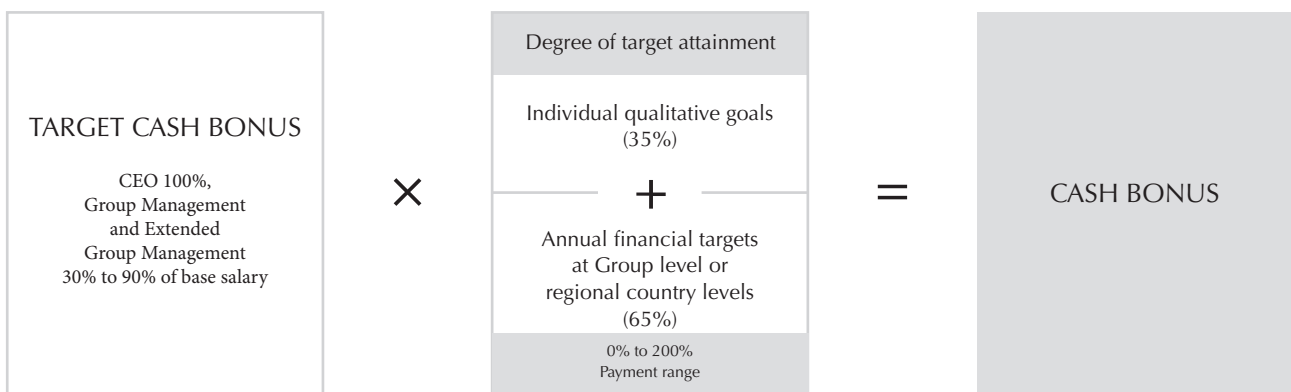 TARGET CASH BONUS
CEO 100%,
Group Management
and Extended
Group Management
30% to 90% of base salary
×
Degree of target attainment
Individual qualitative goals
(35%)
+
Annual financial targets
at Group level or
regional country levels
(65%)
0% to 200%
Payment range
=
CASH BONUS